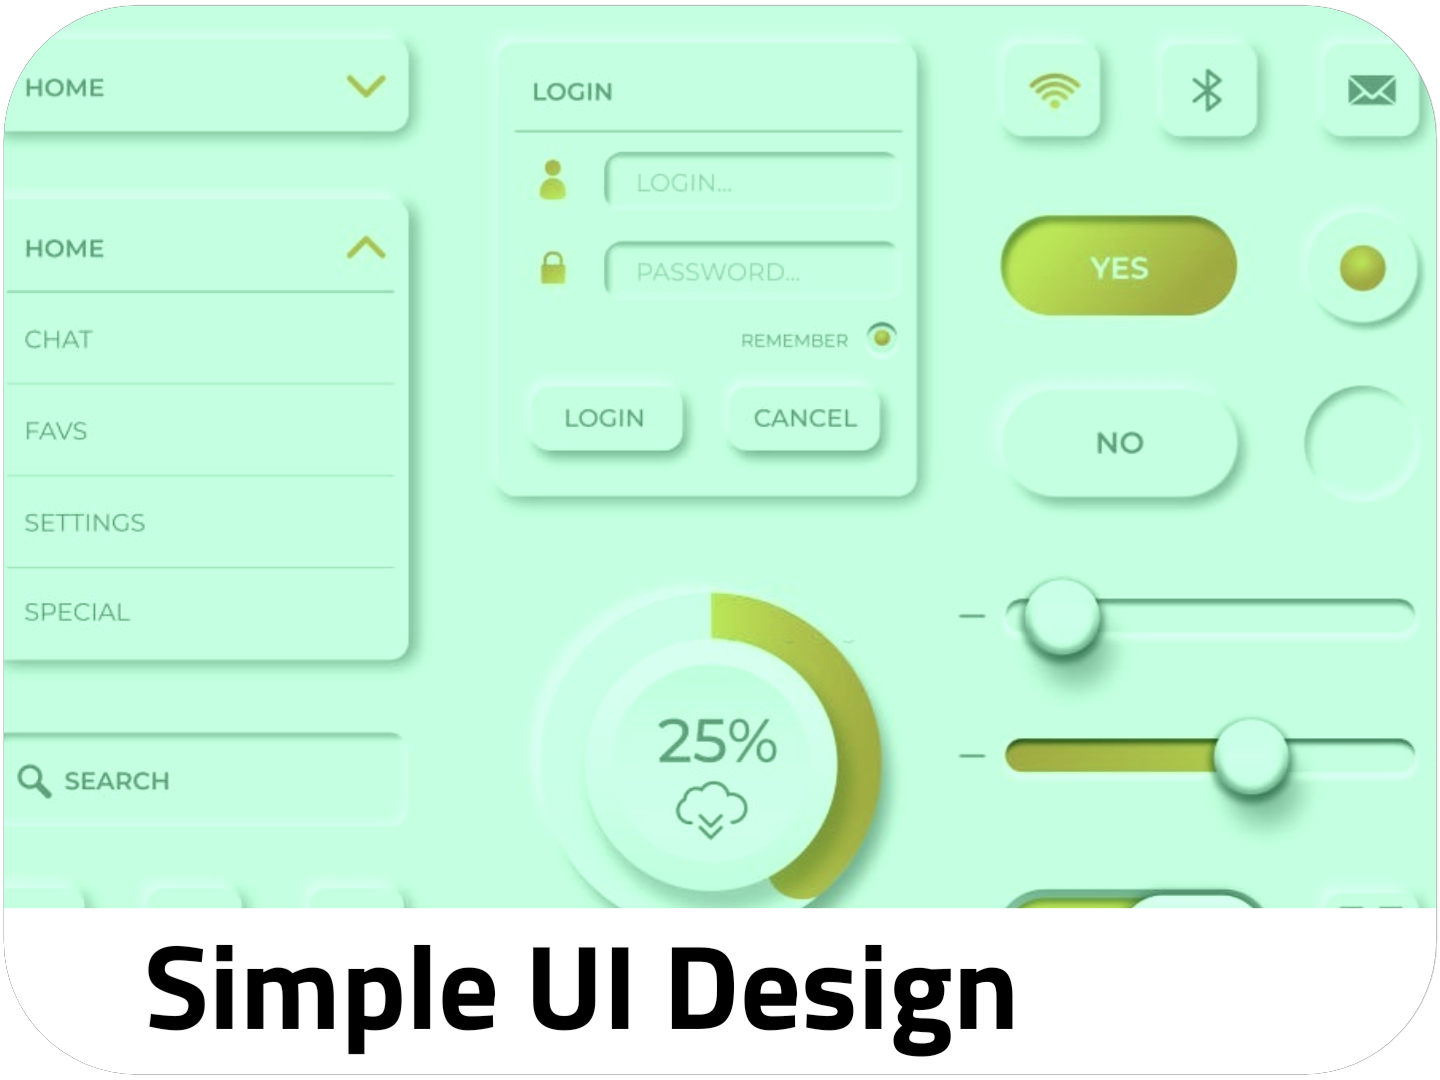 HOME
HOME
CHAT
FAVS
SETTINGS
SPECIAL
SEARCH
LOGIN
LOGIN...
PASSWORD...
REMEMBER
LOGIN CANCEL
25%
YES
NO
Simple UI Design